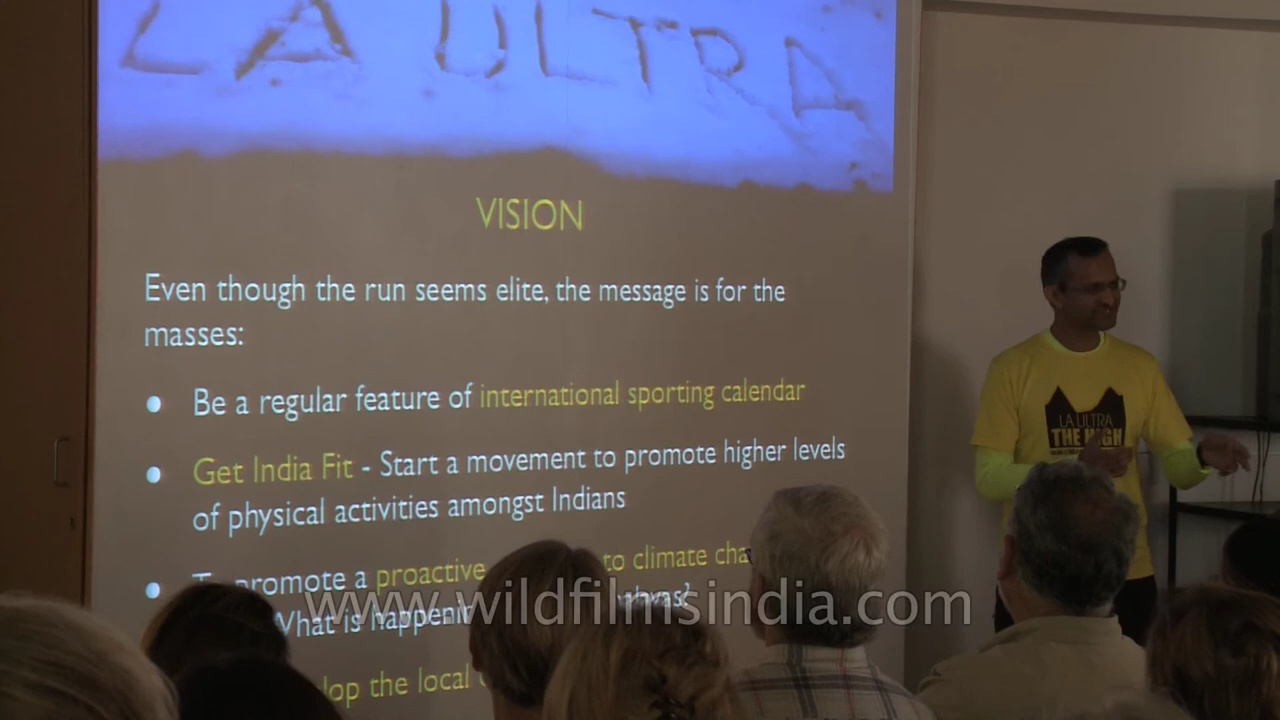 LA ULTRA
VISION
Even though the run seems elite, the message is for the
masses:
• Be a regular feature of international sporting calendar
• Get India Fit - Start a movement to promote higher levels
of physical activities amongst Indians
• promote a proactive to climate
What is
the local
LA ULTRA
THE HIGH
www.wildfilmsindia.com